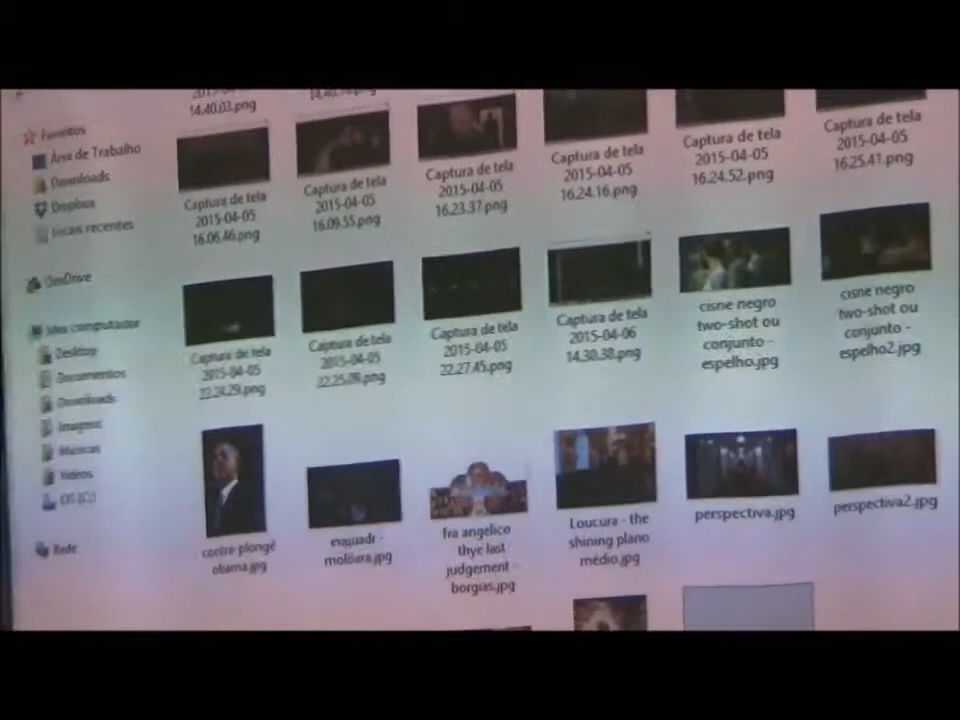 14.40.03.png
Favoritos
Área de Trabalho
Downloads
Dropbox
Locais recentes
OneDrive
Meu computador
Desktop
Documentos
Downloads
Imagens
Músicas
Vídeos
OS (C:)
Rede
Captura de tela
2015-04-05
16.06.46.png
Captura de tela
2015-04-05
16.09.55.png
Captura de tela
2015-04-05
16.23.37.png
Captura de tela
2015-04-05
16.24.16.png
Captura de tela
2015-04-05
16.24.52.png
Captura de tela
2015-04-05
16.25.41.png
Captura de tela
2015-04-05
22.24.29.png
Captura de tela
2015-04-05
Captura de tela
2015-04-05
22.27.45.png
Captura de tela
2015-04-06
14.30.38.png
cisne negro
two-shot ou
conjunto -
espelho.jpg
cisne negro
two-shot ou
conjunto -
espelho2.jpg
contra-plongé
obama.jpg
enquadr -
moldura.jpg
fra angelico
thye last
judgement -
borgias.jpg
Loucura - the
shining plano
médio.jpg
perspectiva.jpg
perspectiva2.jpg